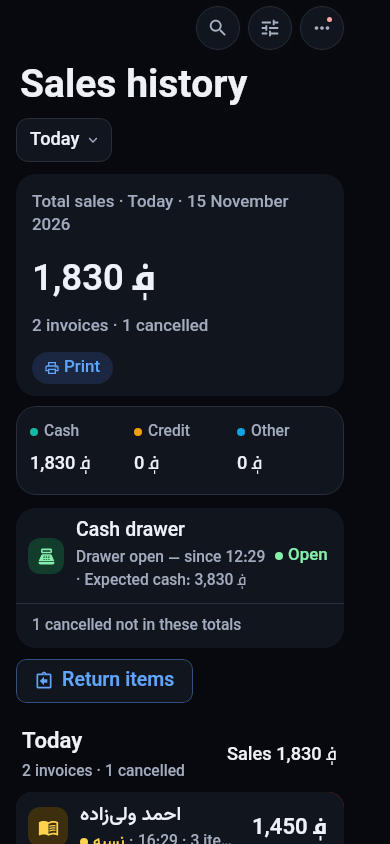 Sales history
Today
Total sales · Today · 15 November
2026
1,830 ؋
2 invoices · 1 cancelled
Print
Cash
Credit
Other
1,830 ؋
0 ؋
0 ؋
Cash drawer
Drawer open — since 12:29
· Expected cash: 3,830 ؋
Open
1 cancelled not in these totals
Return items
Today
2 invoices · 1 cancelled
Sales 1,830 ؋
احمد ولی‌زاده
نسیه · 16:29 · 3 ite…
1,450 ؋